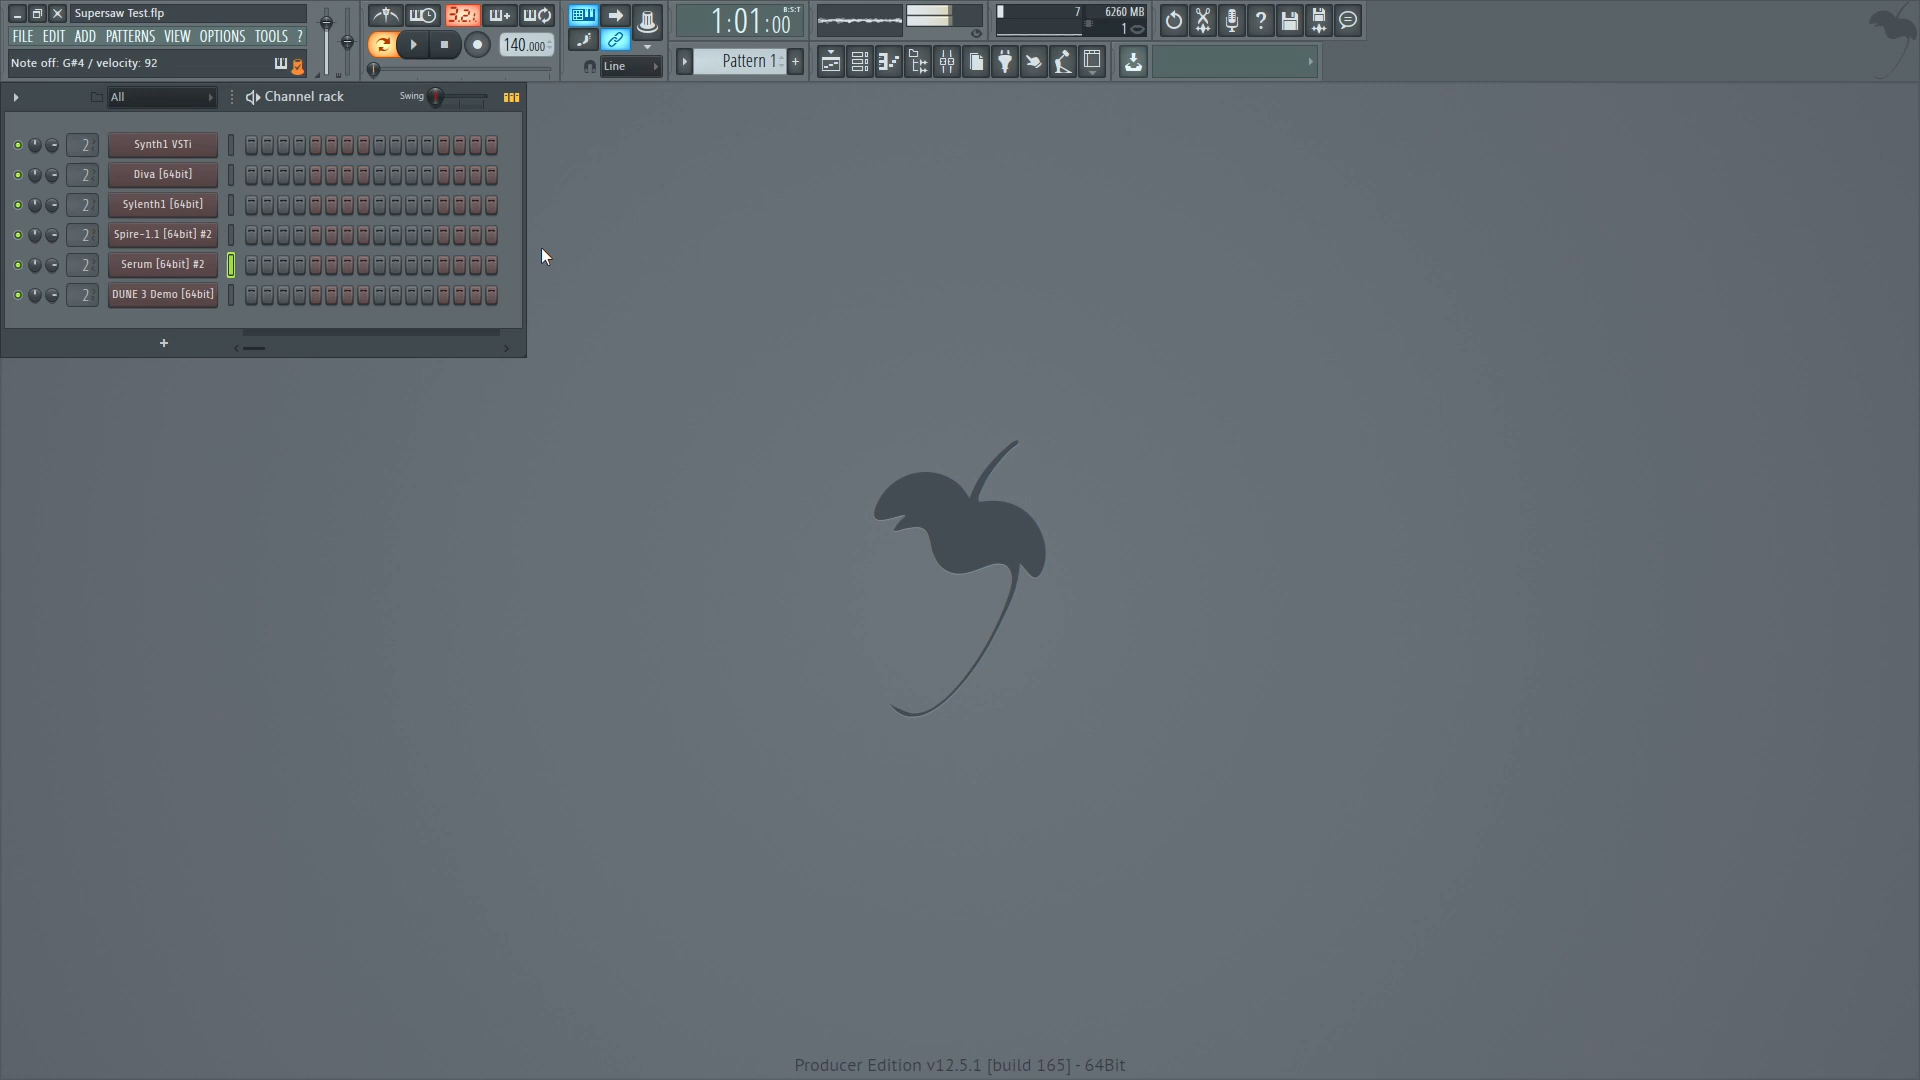 Supersaw Test.flp
FILE EDIT ADD PATTERNS VIEW OPTIONS TOOLS ?
Note off: G#4 / velocity: 92
3.2.
140.000
Line
1:01:00
B:S:T
Pattern 1
+
7
6260 MB
1
?
All
Channel rack
Swing
2 Synth1 VSTi
2 Diva [64bit]
2 Sylenth1 [64bit]
2 Spire-1.1 [64bit] #2
2 Serum [64bit] #2
2 DUNE 3 Demo [64bit]
+
Producer Edition v12.5.1 [build 165] - 64Bit